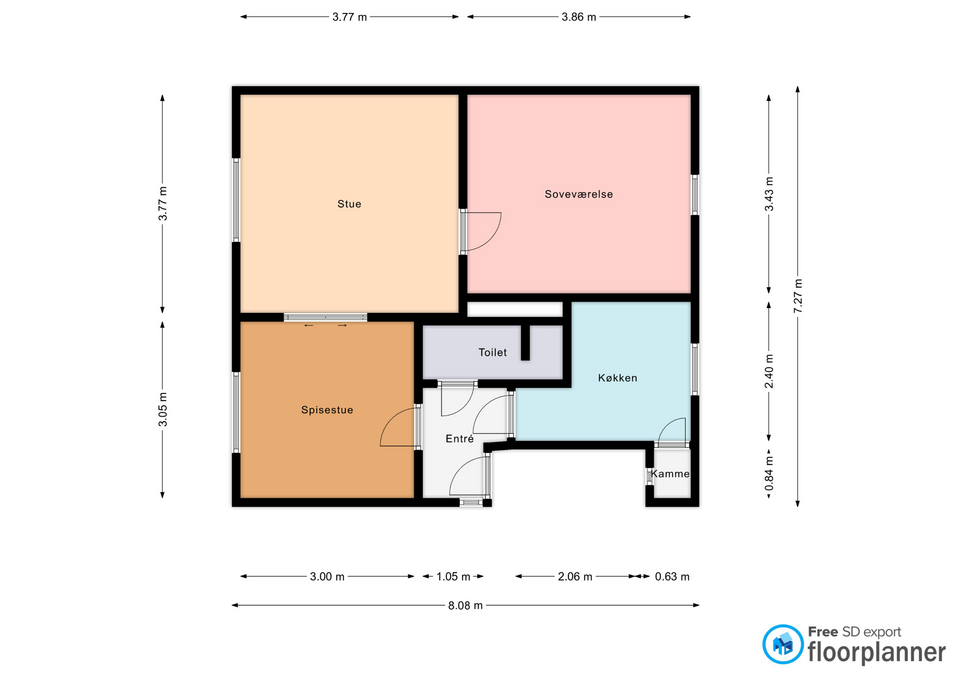 3.77 m
3.86 m
3.77 m
3.43 m
7.27 m
Stue
Soveværelse
Toilet
Køkken
2.40 m
3.05 m
Spisestue
Entré
Kamme
0.84 m
3.00 m
1.05 m
2.06 m
0.63 m
8.08 m
Free SD export
floorplanner